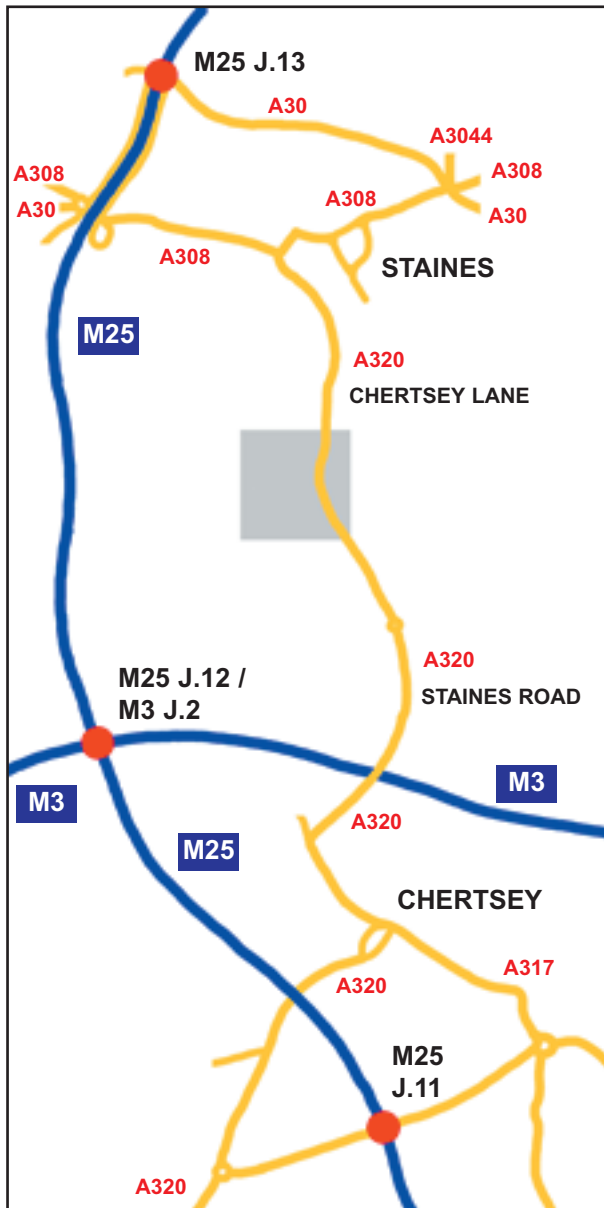 M25 J.13
A30
A3044
A308
A308
A308
A30
A30
A308
STAINES
M25
A320
CHERTSEY LANE
A320
M25 J.12 /
M3 J.2
STAINES ROAD
M3
M3
A320
M25
CHERTSEY
A317
A320
M25
J.11
A320